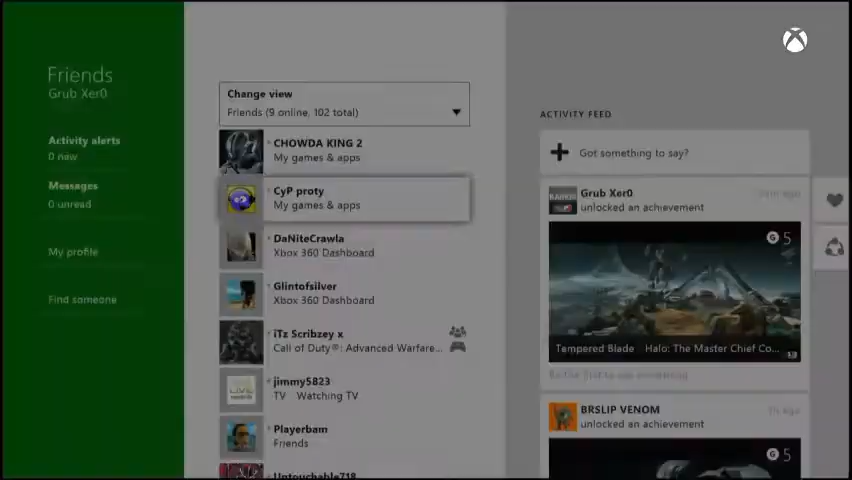 Friends
Grub Xer0
Activity alerts
0 new
Messages
0 unread
My profile
Find someone
Change view
Friends (9 online, 102 total)
CHOWDA KING 2
My games & apps
CyP proty
My games & apps
DaNiteCrawla
Xbox 360 Dashboard
Glintofsilver
Xbox 360 Dashboard
iTz Scribzey x
Call of Duty®: Advanced Warfare...
jimmy5823
TV Watching TV
Playerbam
Friends
Untouchable718
ACTIVITY FEED
Got something to say?
Grub Xer0
ago
unlocked an achievement
G 5
Tempered Blade Halo: The Master Chief Co...
BRSLIP VENOM
ago
unlocked an achievement
G 5